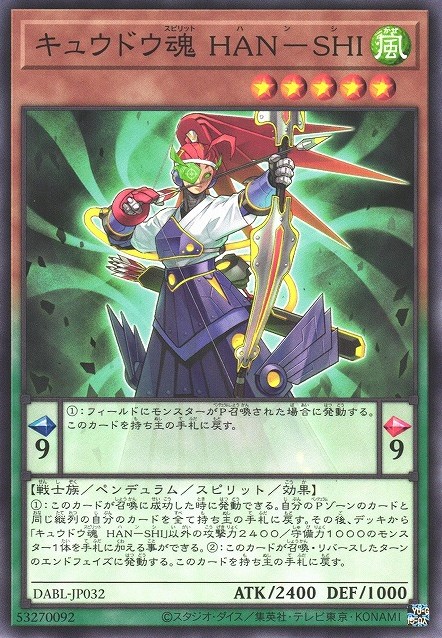 キュウドウ魂 HAN-SHI
スピリット ハン シ
風
かぜ
①:フィールドにモンスターがP召喚された場合に発動する。
このカードを持ち主の手札に戻す。
9
9
【戦士族/ペンデュラム/スピリット/効果】
①:このカードが召喚に成功した時に発動できる。自分のPゾーンのカードと
同じ縦列の自分のカードを全て持ち主の手札に戻す。その後、デッキから
「キュウドウ魂 HAN-SHI」以外の攻撃力2400/守備力1000のモンス
ター1体を手札に加える事ができる。②:このカードが召喚・リバースしたターン
のエンドフェイズに発動する。このカードを持ち主の手札に戻す。
DABL-JP032
ATK/2400 DEF/1000
53270092
©スタジオ・ダイス/集英社・テレビ東京・KONAMI